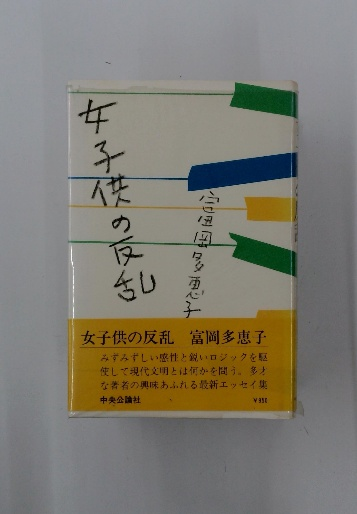 女子供の反乱
富岡多恵子
女子供の反乱　富岡多恵子
みずみずしい感性と鋭いロジックを駆
使して現代文明とは何かを問う。多才
な著者の興味あふれる最新エッセイ集
中央公論社
¥950